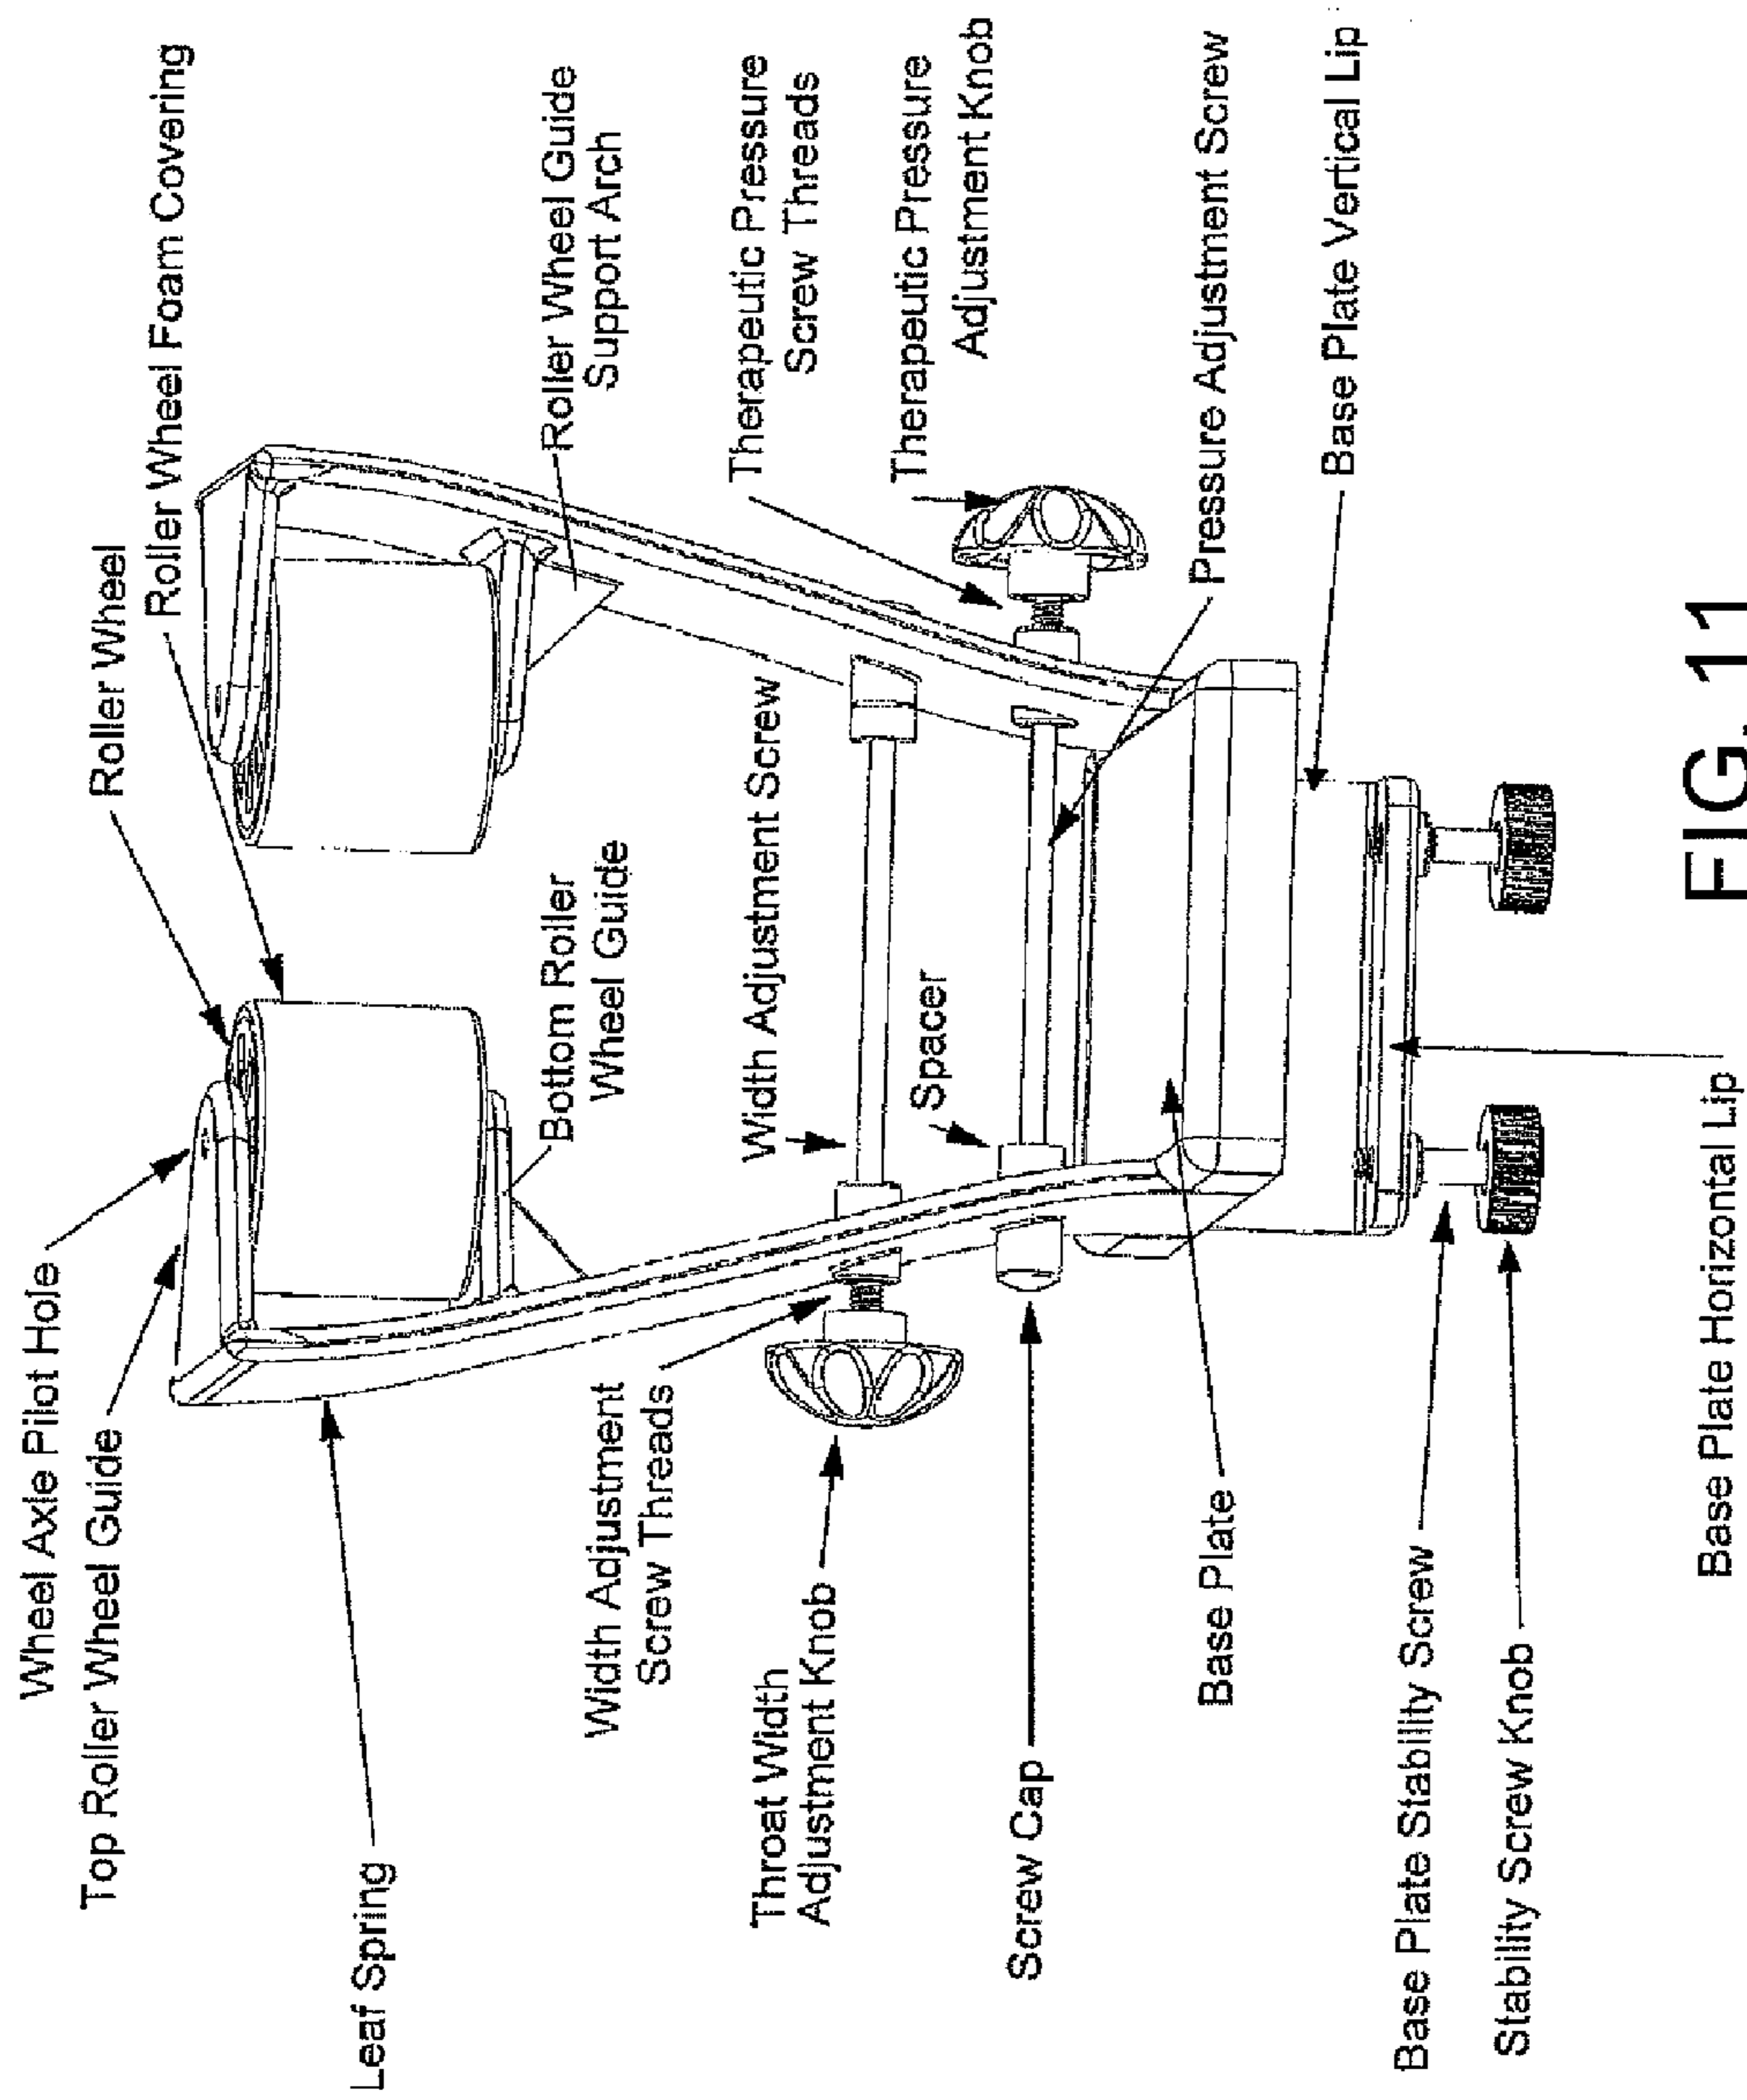 Wheel Axle Pilot Hole
Top Roller Wheel Guide
Leaf Spring
Roller Wheel
Roller Wheel Foam Covering
Bottom Roller
Wheel Guide
Roller Wheel Guide
Support Arch
Width Adjustment
Screw Threads
Throat Width
Adjustment Knob
Width Adjustment Screw
Spacer
Therapeutic Pressure
Screw Threads
Therapeutic Pressure
Adjustment Knob
Screw Cap
Pressure Adjustment Screw
Base Plate
Base Plate Vertical Lip
Base Plate Stability Screw
Stability Screw Knob
Base Plate Horizontal Lip
FIG. 11